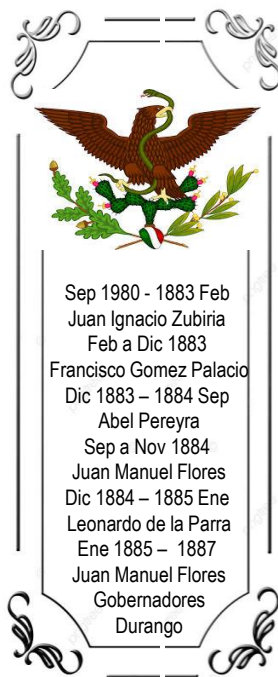 Sep 1980 - 1883 Feb
Juan Ignacio Zubiria
Feb a Dic 1883
Francisco Gomez Palacio
Dic 1883 – 1884 Sep
Abel Pereyra
Sep a Nov 1884
Juan Manuel Flores
Dic 1884 – 1885 Ene
Leonardo de la Parra
Ene 1885 – 1887
Juan Manuel Flores
Gobernadores
Durango